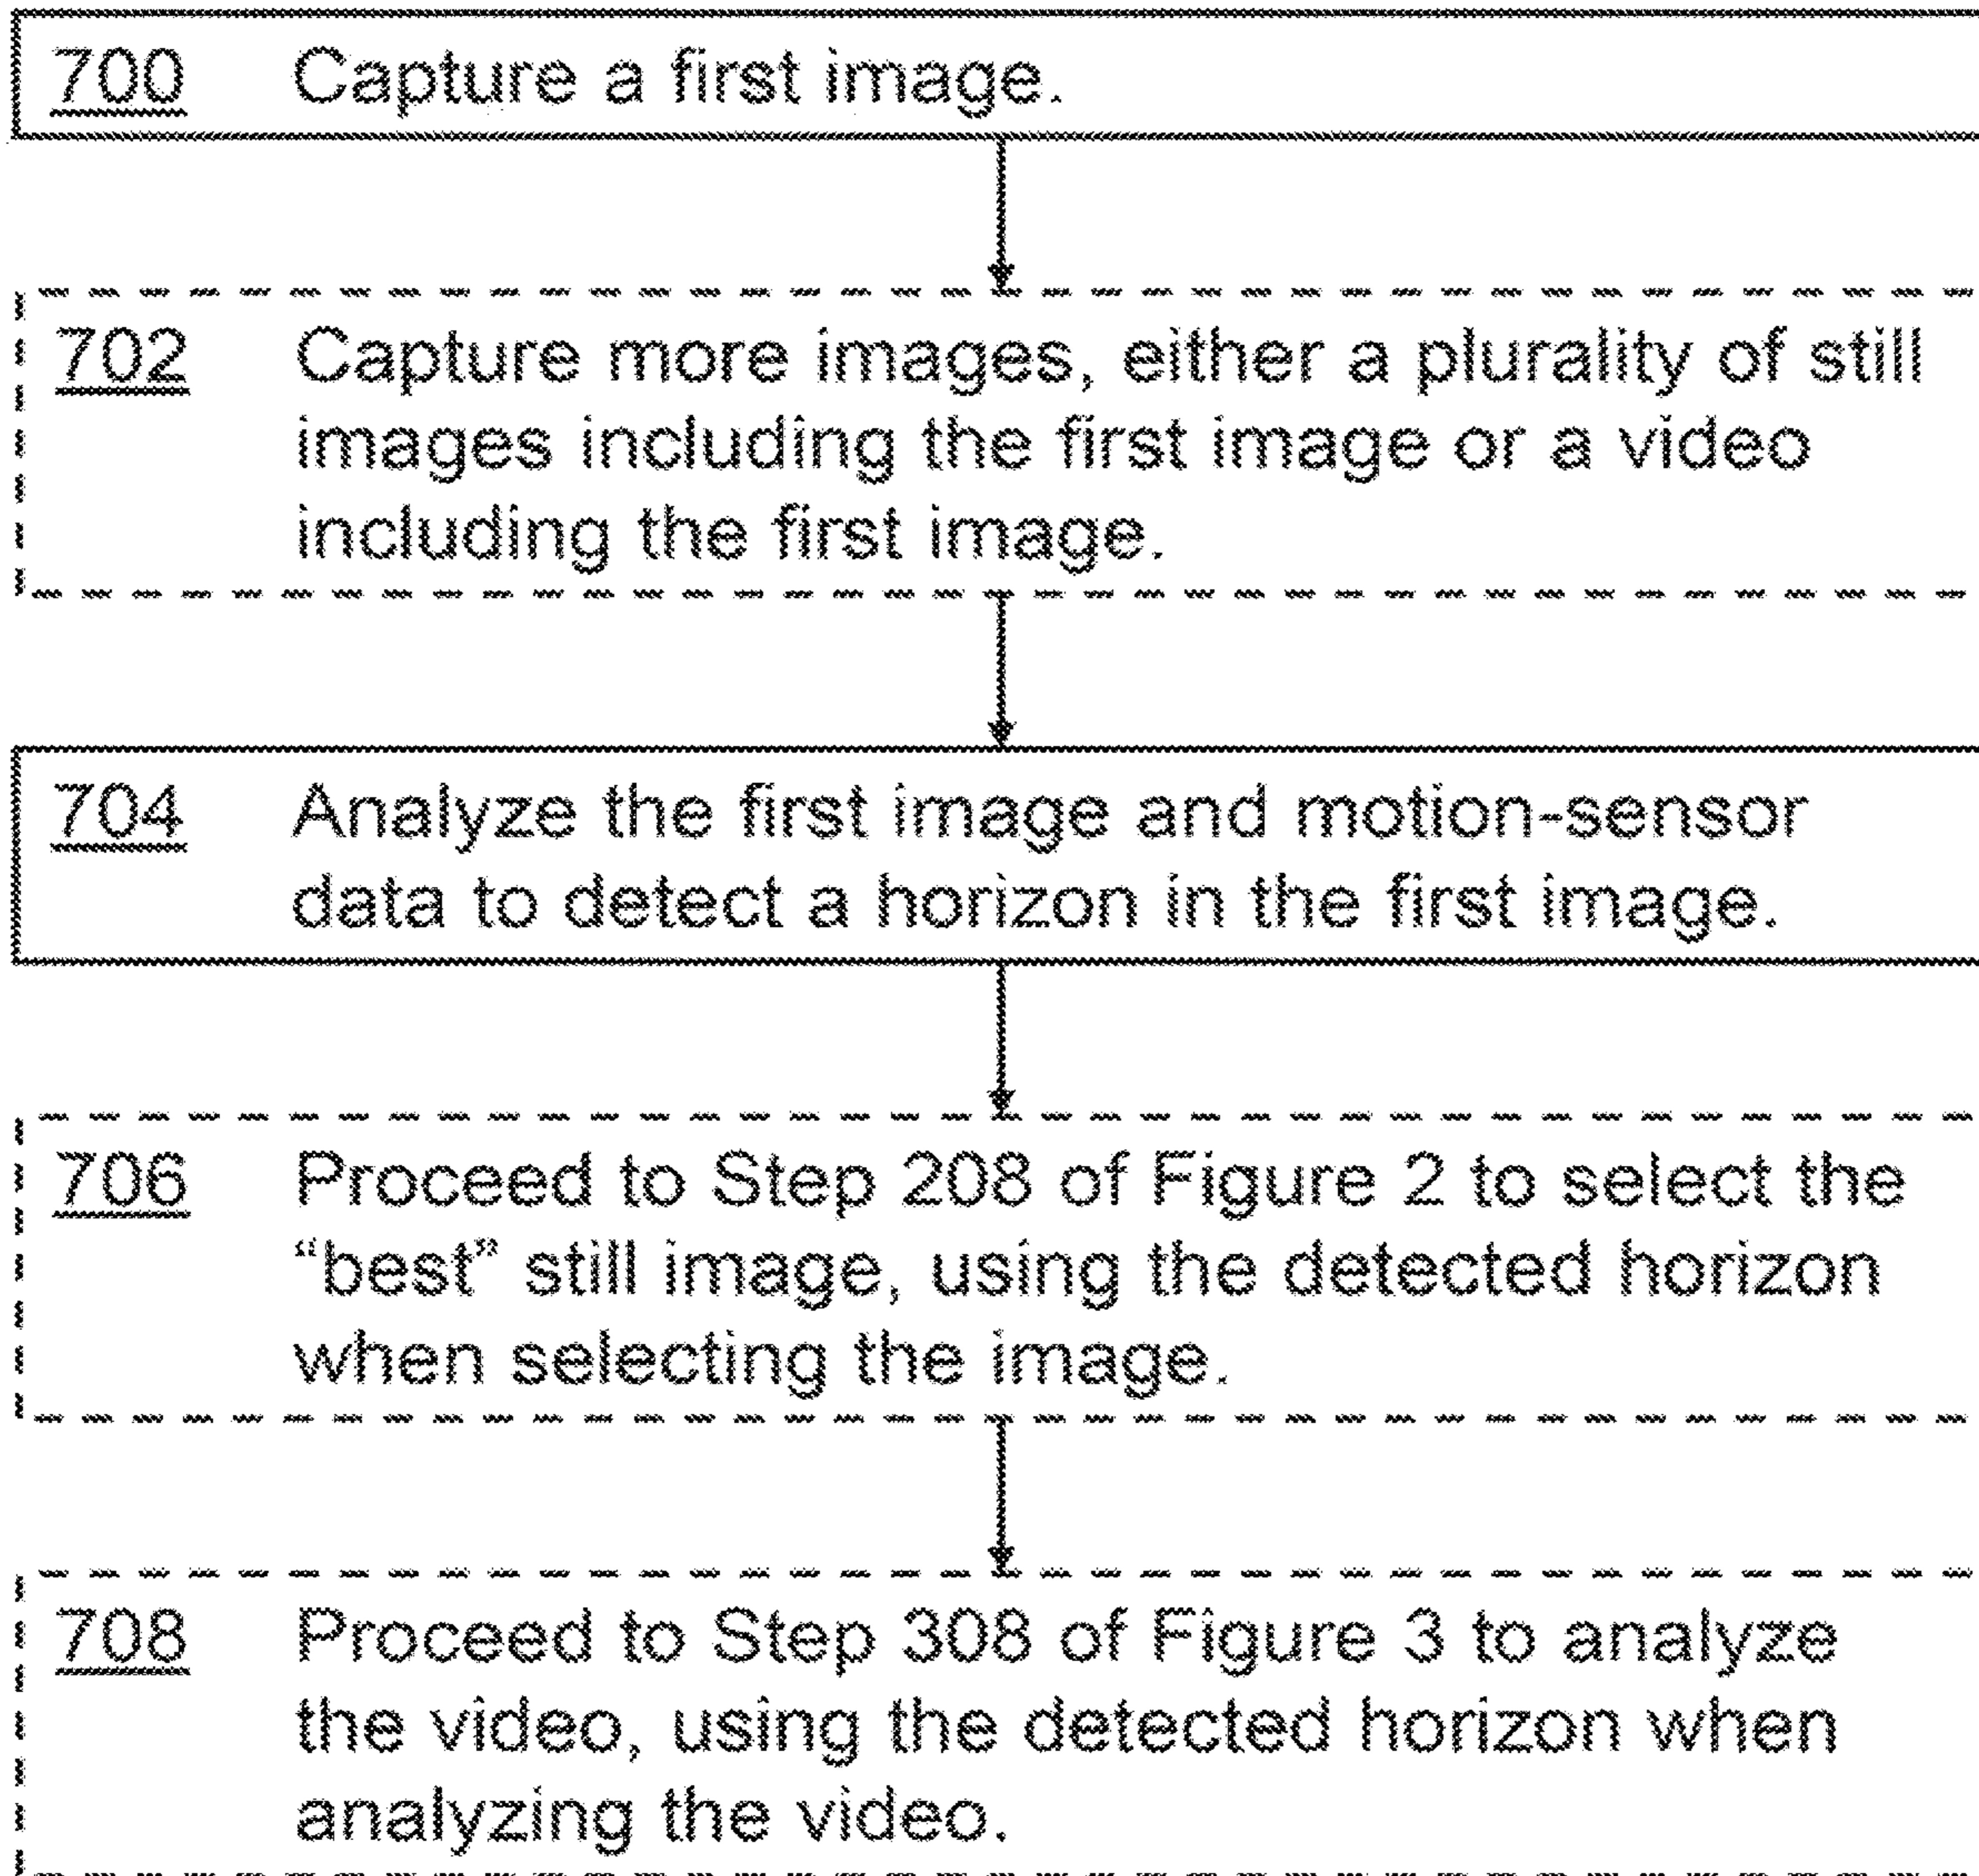 700 Capture a first image.
702 Capture more images, either a plurality of still
images including the first image or a video
including the first image.
704 Analyze the first image and motion-sensor
data to detect a horizon in the first image.
706 Proceed to Step 208 of Figure 2 to select the
“best” still image, using the detected horizon
when selecting the image.
708 Proceed to Step 308 of Figure 3 to analyze
the video, using the detected horizon when
analyzing the video.